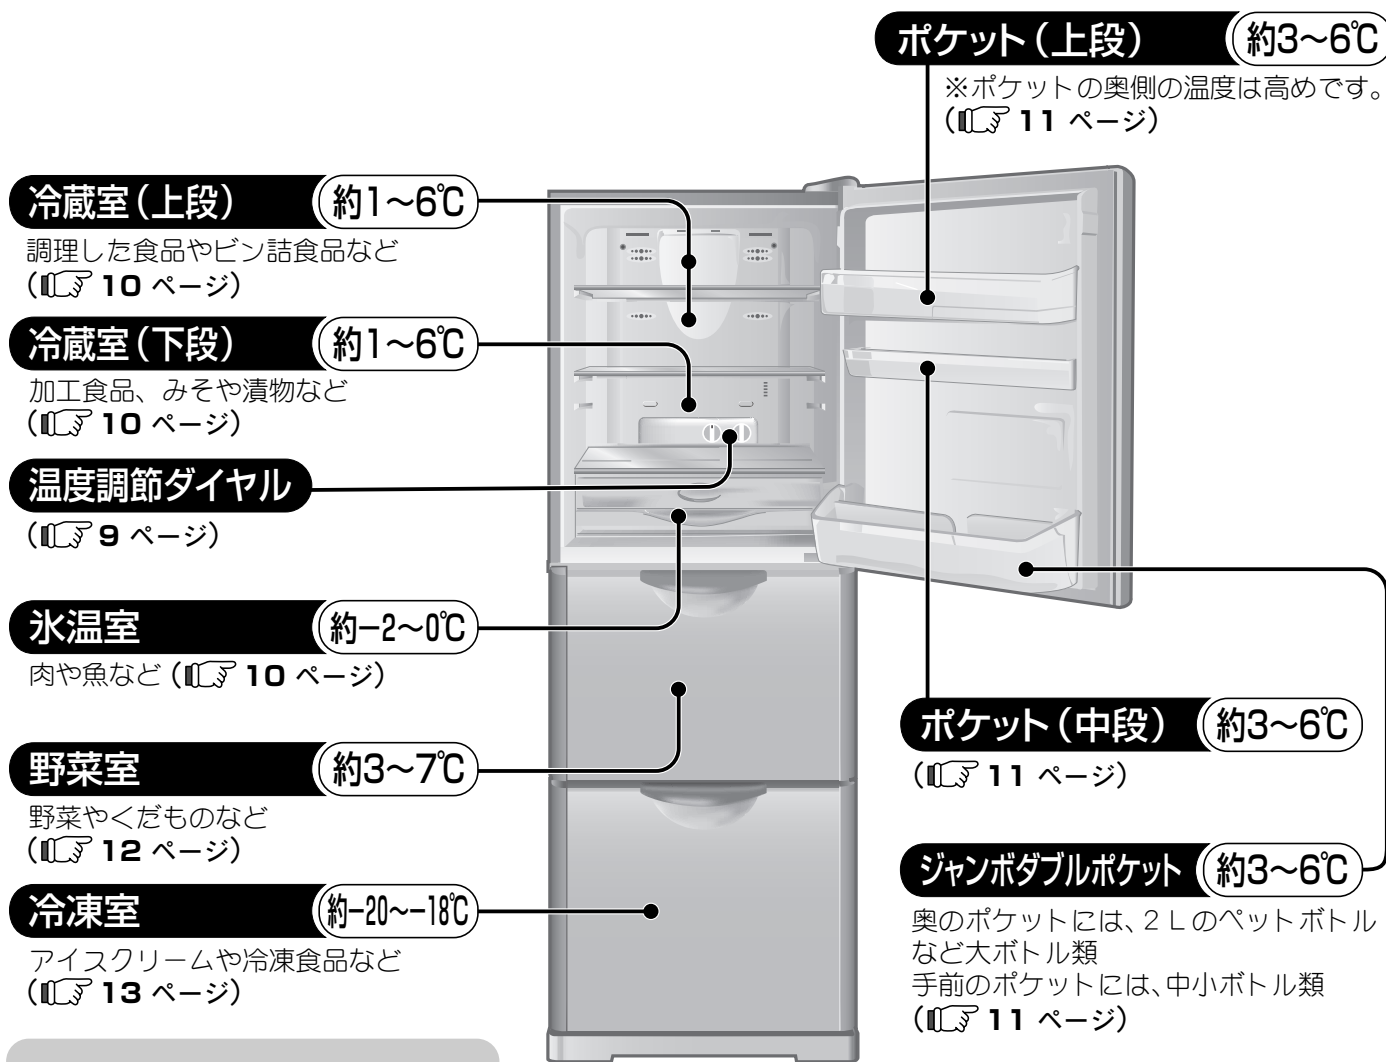 ポケット（上段） 約3～6℃
※ポケットの奥側の温度は高めです。
（11 ページ）
冷蔵室（上段） 約1～6℃
調理した食品やビン詰食品など
（10 ページ）
冷蔵室（下段） 約1～6℃
加工食品、みそや漬物など
（10 ページ）
温度調節ダイヤル
（9 ページ）
氷温室 約−2～0℃
肉や魚など（10 ページ）
野菜室 約3～7℃
野菜やくだものなど
（12 ページ）
冷凍室 約−20～−18℃
アイスクリームや冷凍食品など
（13 ページ）
ポケット（中段） 約3～6℃
（11 ページ）
ジャンボダブルポケット 約3～6℃
奥のポケットには、2Lのペットボトル
など大ボトル類
手前のポケットには、中小ボトル類
（11 ページ）